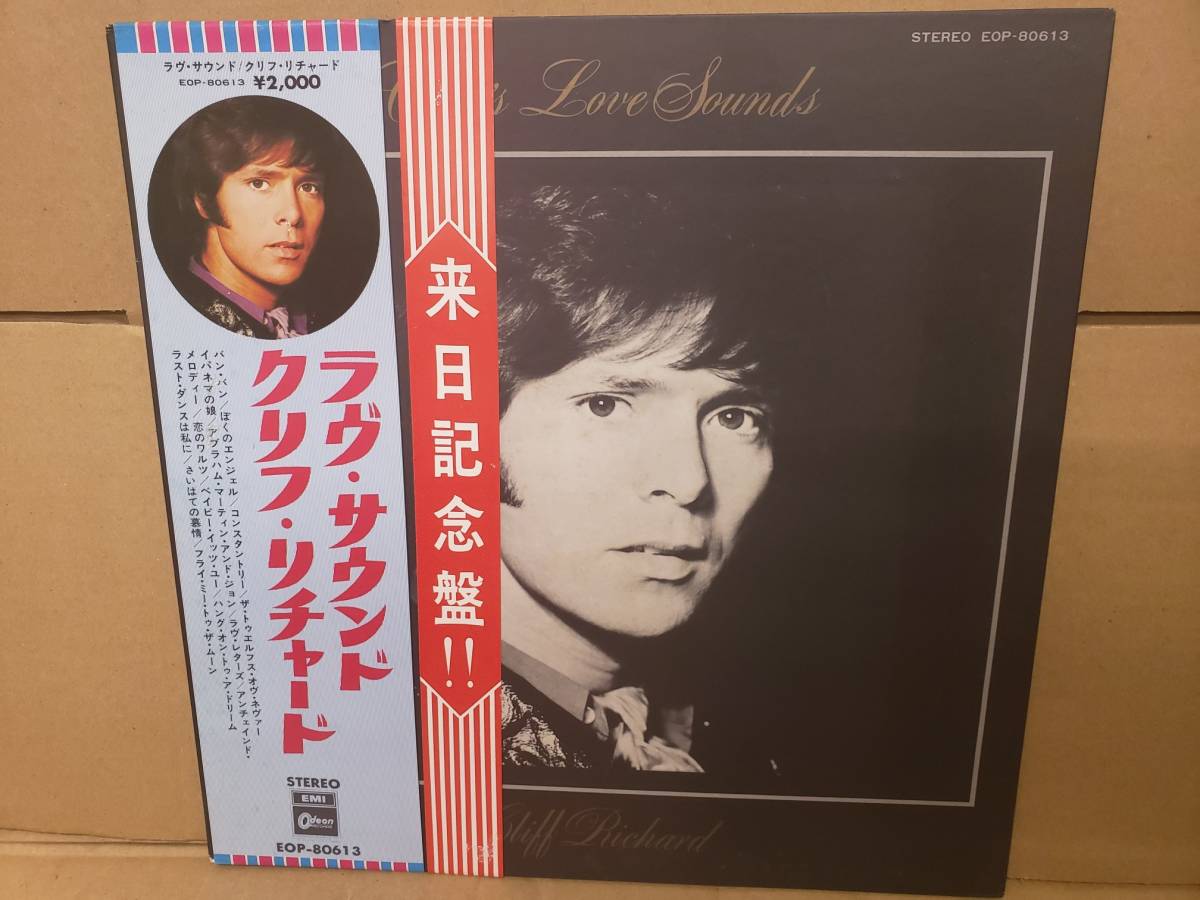 STEREO EOP-80613
Love Sounds
Cliff Richard
ラヴ・サウンド/クリフ・リチャード
EOP-80613 ¥2,000
ラヴ・サウンド
クリフ・リチャード
バン・バン/ぼくのエンジェル/コンスタントリー/ザ・トゥエルフス・オヴ・ネヴァー
イパネマの娘/アブラハム・マーティン・アンド・ジョン/ラヴ・レターズ/アンチェインド・
メロディー/恋のワルツ/ベイビー・イッツ・ユー/ハング・オン・トゥ・ア・ドリーム
ラスト・ダンスは私に/さいはての慕情/フライ・ミー・トゥ・ザ・ムーン
STEREO
EMI
Odeon
EOP-80613
来日記念盤!!